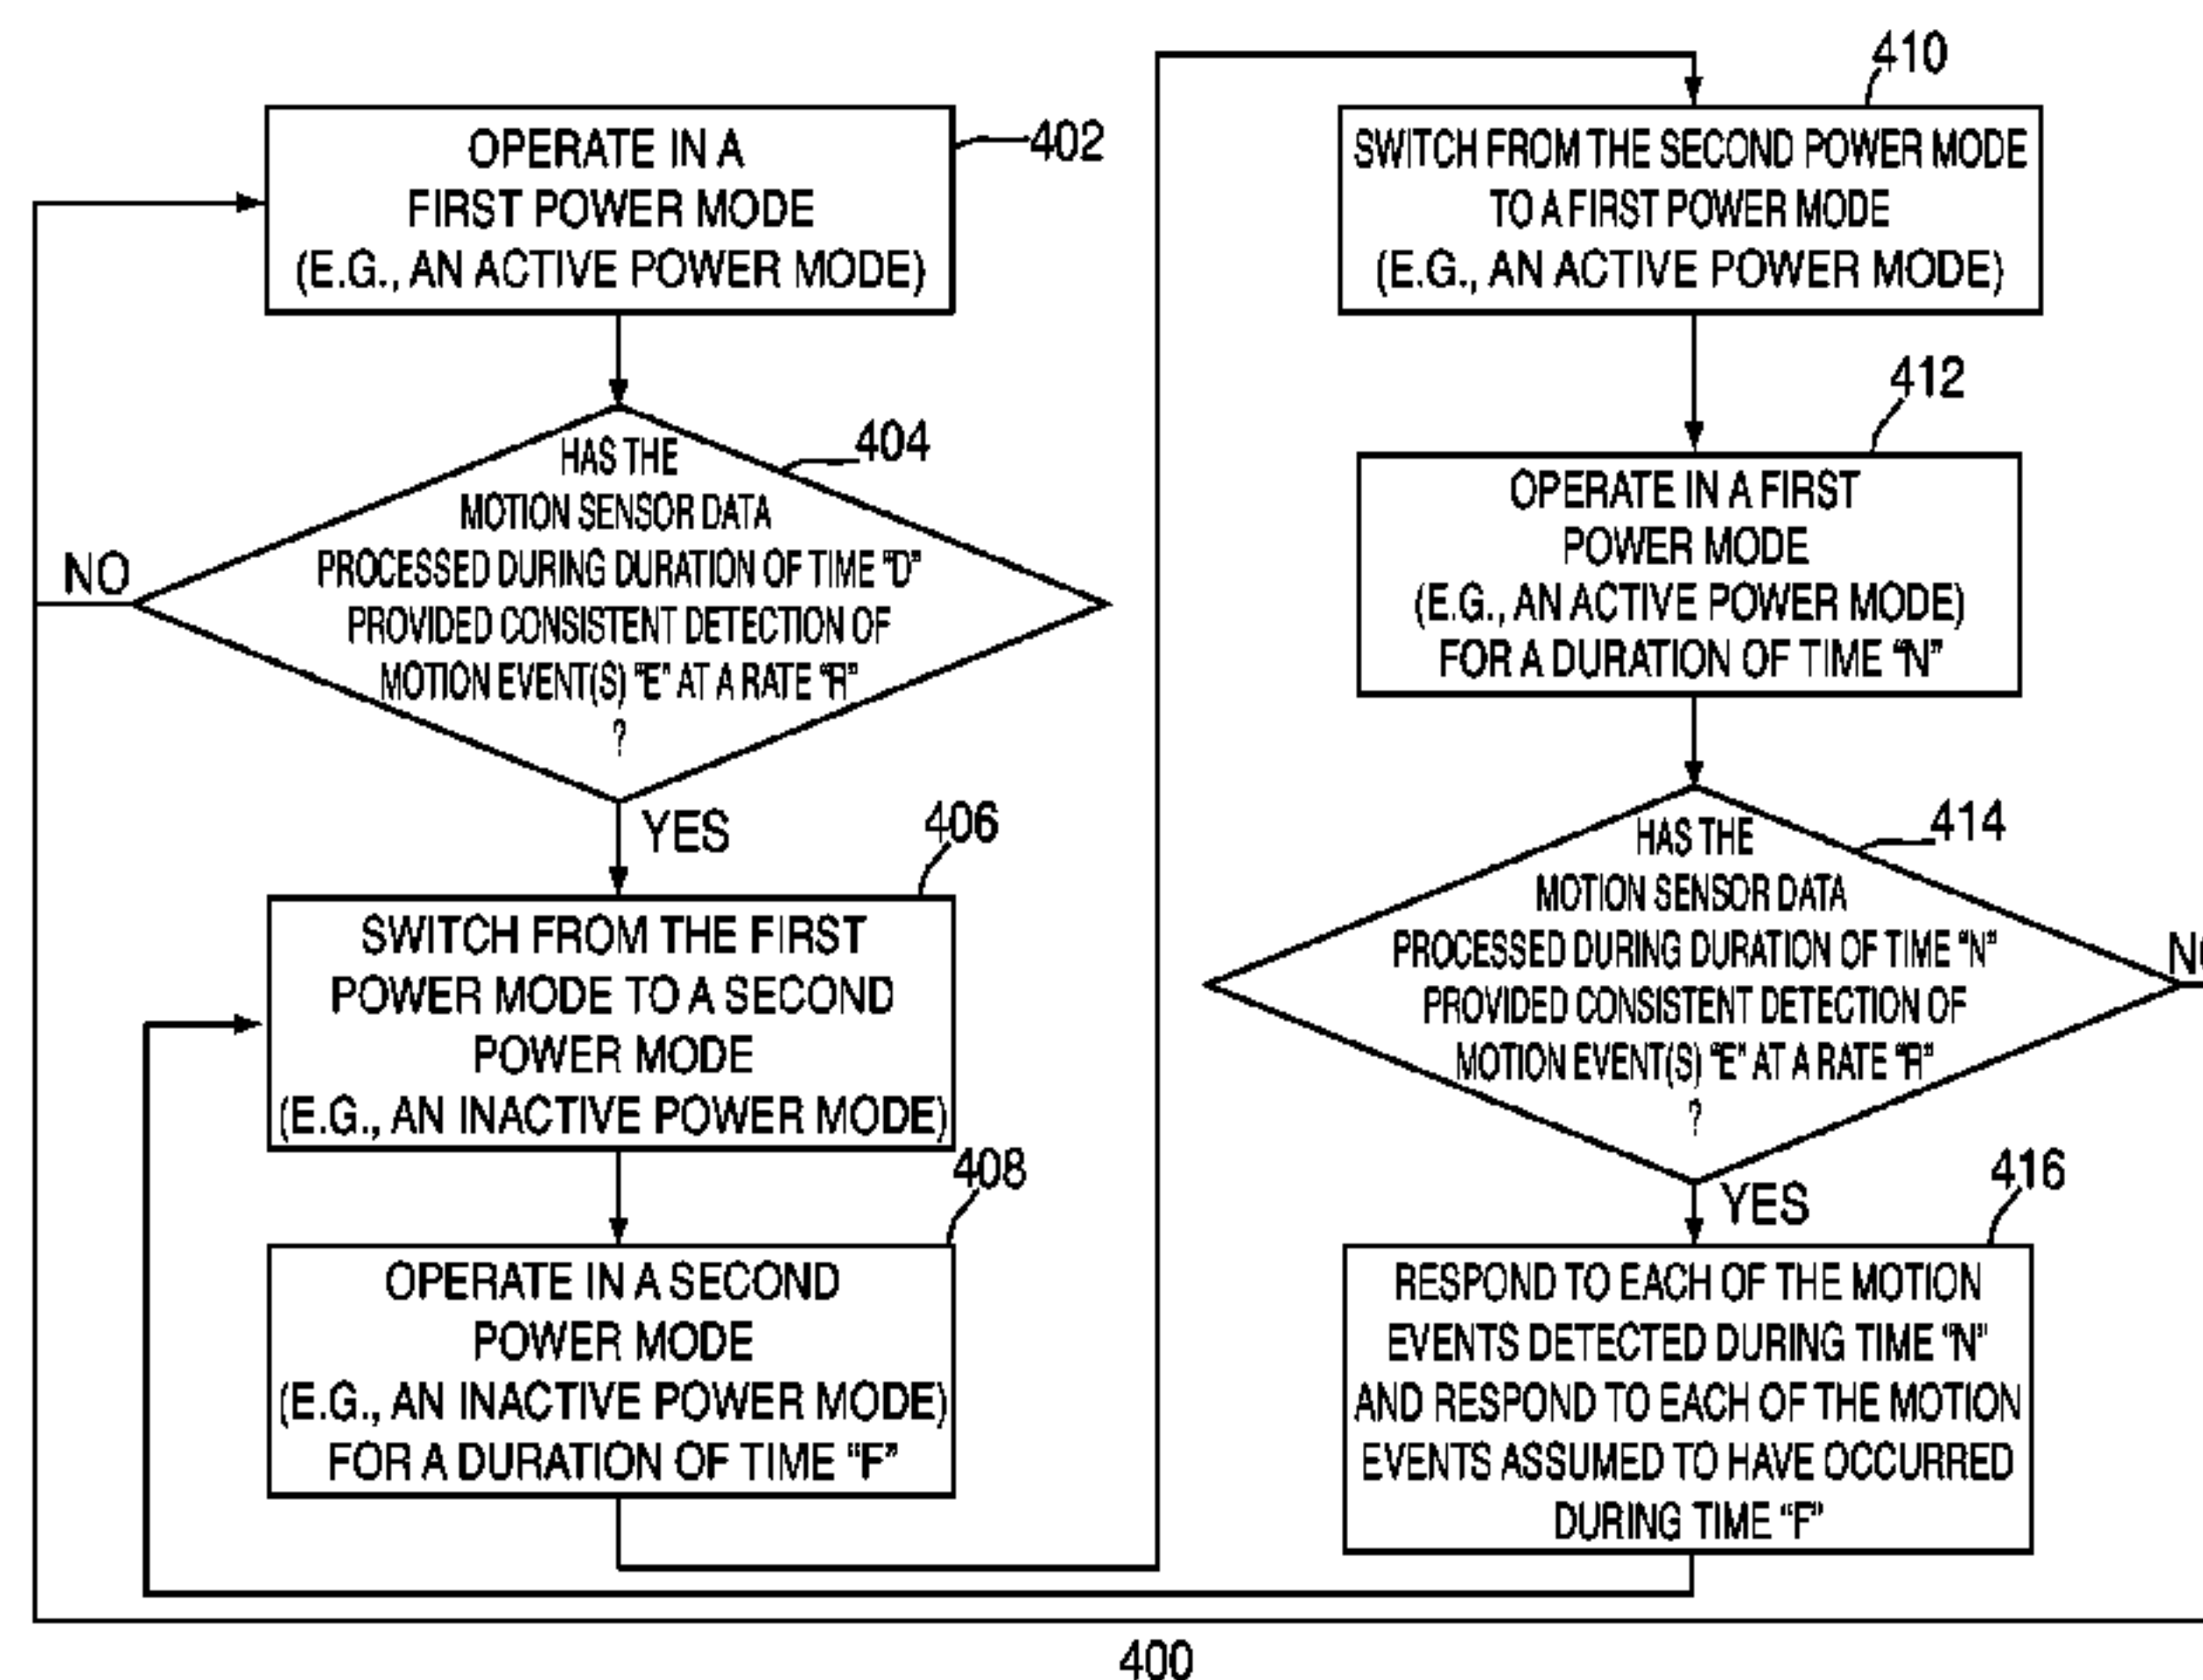 OPERATE IN A
FIRST POWER MODE
(E.G., AN ACTIVE POWER MODE)
402
HAS THE
MOTION SENSOR DATA
PROCESSED DURING DURATION OF TIME "D"
PROVIDED CONSISTENT DETECTION OF
MOTION EVENT(S) "E" AT A RATE "R"
?
404
NO
YES
406
SWITCH FROM THE FIRST
POWER MODE TO A SECOND
POWER MODE
(E.G., AN INACTIVE POWER MODE)
408
OPERATE IN A SECOND
POWER MODE
(E.G., AN INACTIVE POWER MODE)
FOR A DURATION OF TIME "F"
410
SWITCH FROM THE SECOND POWER MODE
TO A FIRST POWER MODE
(E.G., AN ACTIVE POWER MODE)
412
OPERATE IN A FIRST
POWER MODE
(E.G., AN ACTIVE POWER MODE)
FOR A DURATION OF TIME "N"
414
HAS THE
MOTION SENSOR DATA
PROCESSED DURING DURATION OF TIME "N"
PROVIDED CONSISTENT DETECTION OF
MOTION EVENT(S) "E" AT A RATE "R"
?
YES
416
RESPOND TO EACH OF THE MOTION
EVENTS DETECTED DURING TIME "N"
AND RESPOND TO EACH OF THE MOTION
EVENTS ASSUMED TO HAVE OCCURRED
DURING TIME "F"
400